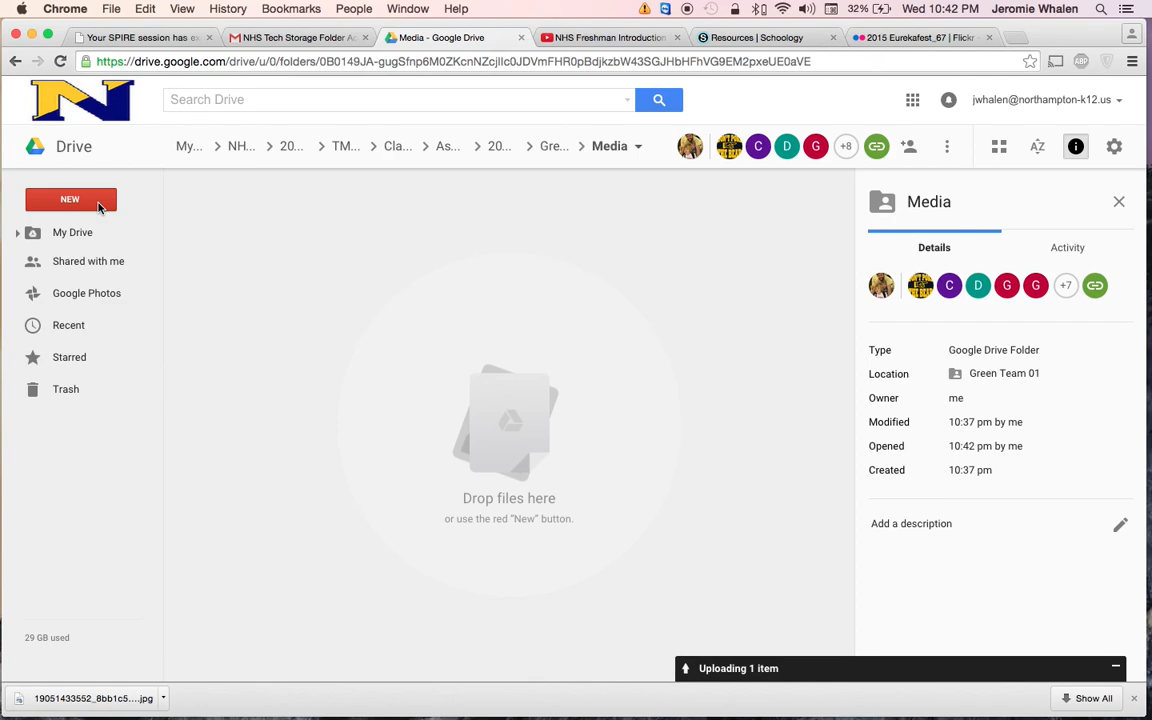 Chrome File Edit View History Bookmarks People Window Help 32% Wed 10:42 PM Jeromie Whalen
Your SPIRE session has ex
NHS Tech Storage Folder As
Media - Google Drive
NHS Freshman Introduction
Resources | Schoology
2015 Eurekafest_67 | Flickr
https://drive.google.com/drive/u/0/folders/0B0149JA-gugSfnp6M0ZKcnNZcjlIc0JDVmFHR0pBdjkzbW43SGJHbHFhVG9EM2pxeUE0aVE
N
Search Drive
jwhalen@northampton-k12.us
Drive
My... > NH... > 20... > TM... > Cla... > As... > 20... > Gre... > Media
C D G +8
NEW
My Drive
Shared with me
Google Photos
Recent
Starred
Trash
29 GB used
Drop files here
or use the red “New” button.
Media
Details Activity
C D G G +7
Type Google Drive Folder
Location Green Team 01
Owner me
Modified 10:37 pm by me
Opened 10:42 pm by me
Created 10:37 pm
Add a description
Uploading 1 item
19051433552_8bb1c5....jpg
Show All